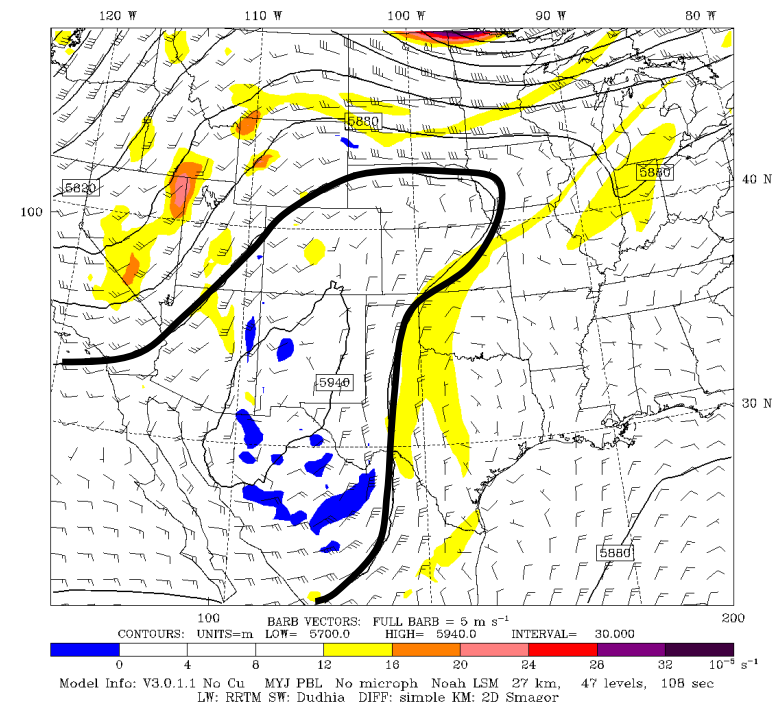 120 W 110 W 100 W 90 W 80 W
5880
5820
5880
40 N
100
5940
30 N
5880
100 200
BARB VECTORS: FULL BARB = 5 m s⁻¹
CONTOURS: UNITS=m LOW= 5700.0 HIGH= 5940.0 INTERVAL= 30.000
0 4 8 12 16 20 24 28 32 10⁻⁵ s⁻¹
Model Info: V3.0.1.1 No Cu MYJ PBL No microph Noah LSM 27 km, 47 levels, 108 sec
LW: RRTM SW: Dudhia DIFF: simple KM: 2D Smagor